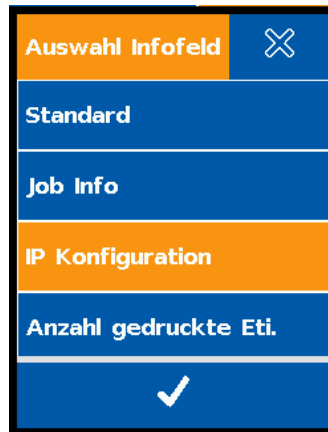 Auswahl Infofeld
Standard
Job Info
IP Konfiguration
Anzahl gedruckte Eti.